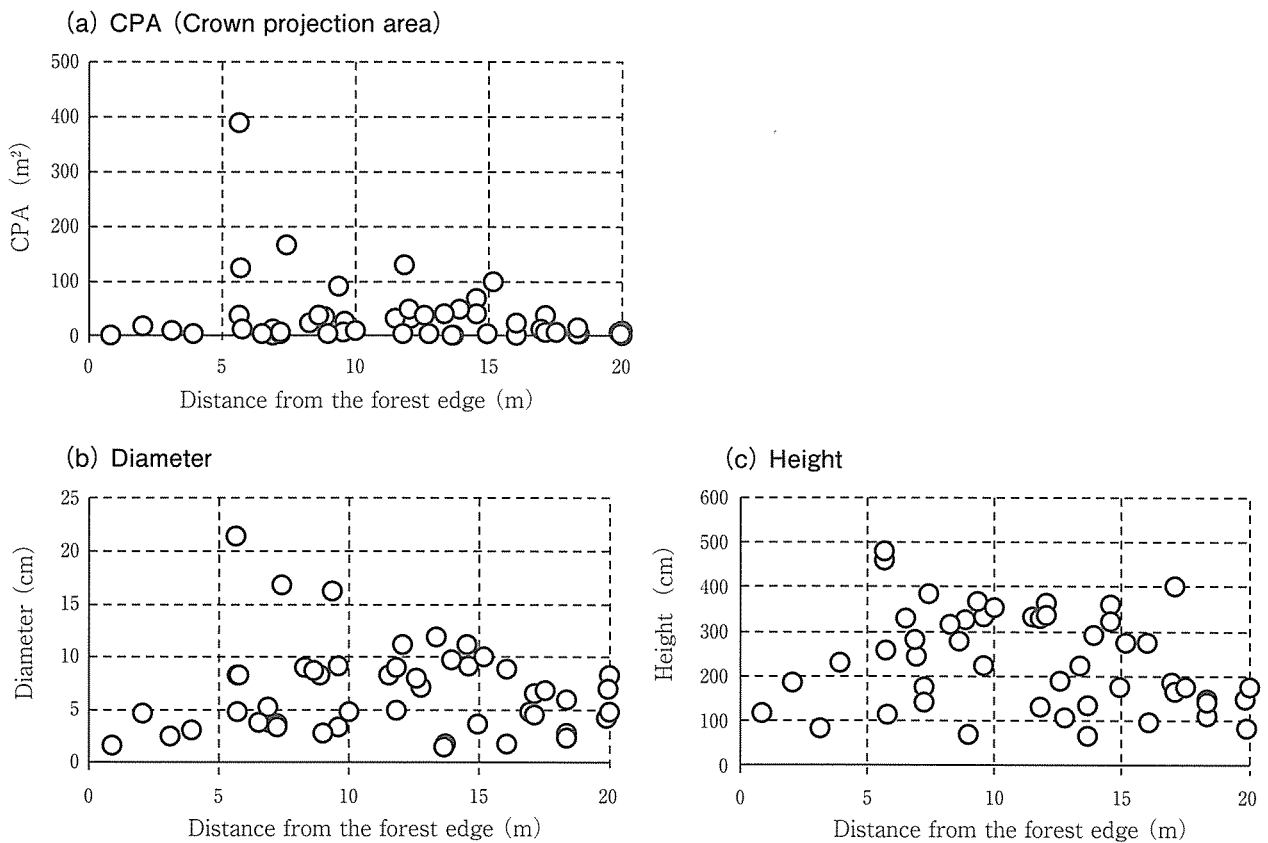 (a) CPA (Crown projection area)
500
400
300
200
100
0
CPA (m²)
0 5 10 15 20
Distance from the forest edge (m)
(b) Diameter
25
20
15
10
5
0
Diameter (cm)
0 5 10 15 20
Distance from the forest edge (m)
(c) Height
600
500
400
300
200
100
0
Height (cm)
0 5 10 15 20
Distance from the forest edge (m)